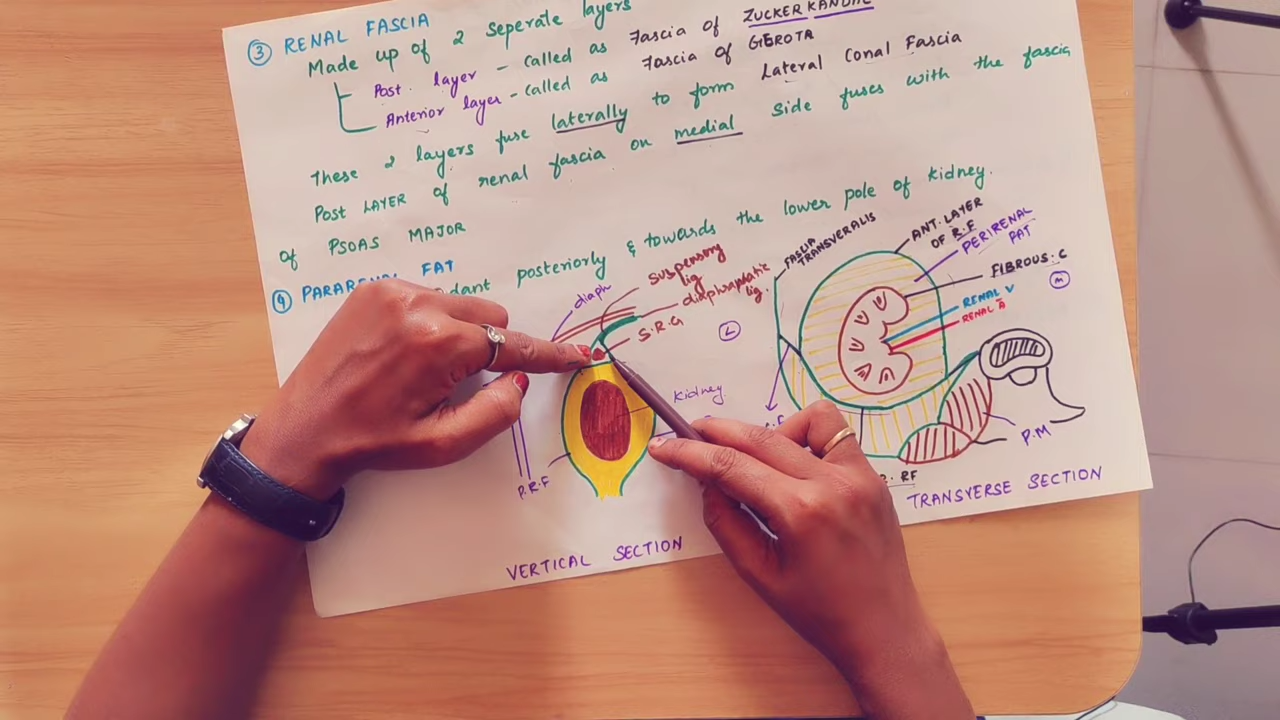 ③ RENAL FASCIA
Made up of 2 seperate layers
Post. layer - called as Fascia of ZUCKERKANDAL
Anterior layer - called as Fascia of GEROTA
These 2 layers fuse laterally to form Lateral Conal Fascia
Post LAYER of renal fascia on medial side fuses with the fascia
of PSOAS MAJOR
④ PARAR FAT
dant posteriorly & towards the lower pole of kidney.
diaph
suspensory
lig
diaphramatic
lig.
S.R.G
L
kidney
P.R.F
VERTICAL SECTION
FASCIA
TRANSVERALIS
ANT. LAYER
OF R.F
PERIRENAL
FAT
FIBROUS. C
M
RENAL V
RENAL A
P.M
RF
TRANSVERSE SECTION